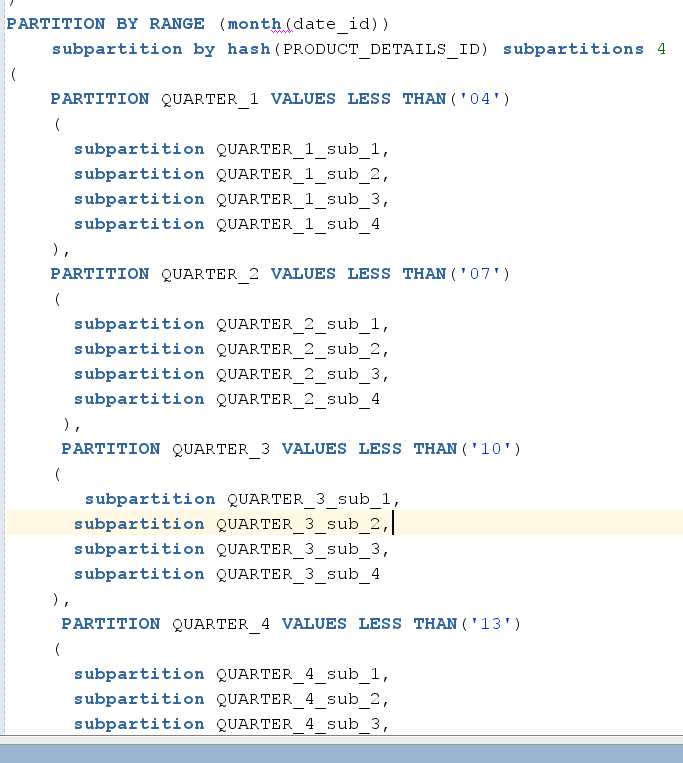 )
PARTITION BY RANGE (month(date_id))
subpartition by hash(PRODUCT_DETAILS_ID) subpartitions 4
(
PARTITION QUARTER_1 VALUES LESS THAN('04')
(
subpartition QUARTER_1_sub_1,
subpartition QUARTER_1_sub_2,
subpartition QUARTER_1_sub_3,
subpartition QUARTER_1_sub_4
),
PARTITION QUARTER_2 VALUES LESS THAN('07')
(
subpartition QUARTER_2_sub_1,
subpartition QUARTER_2_sub_2,
subpartition QUARTER_2_sub_3,
subpartition QUARTER_2_sub_4
),
PARTITION QUARTER_3 VALUES LESS THAN('10')
(
subpartition QUARTER_3_sub_1,
subpartition QUARTER_3_sub_2,
subpartition QUARTER_3_sub_3,
subpartition QUARTER_3_sub_4
),
PARTITION QUARTER_4 VALUES LESS THAN('13')
(
subpartition QUARTER_4_sub_1,
subpartition QUARTER_4_sub_2,
subpartition QUARTER_4_sub_3,